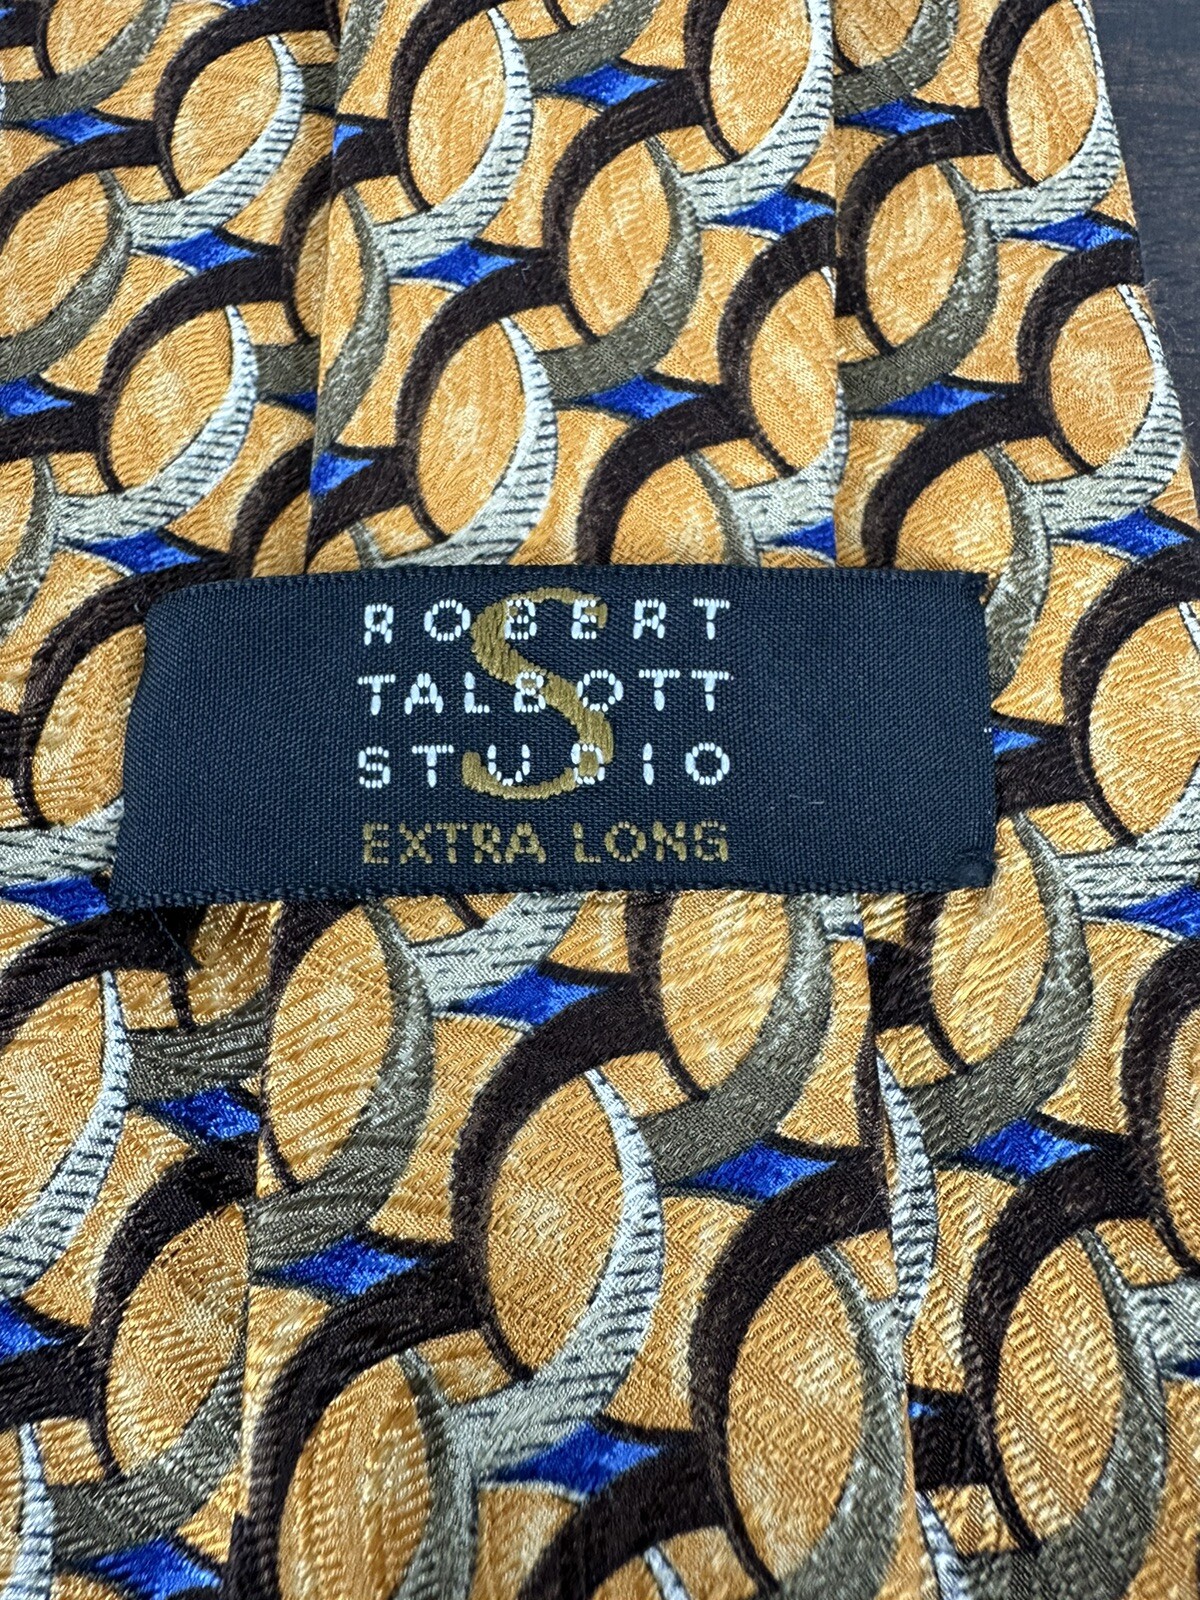 S
ROBERT
TALBOTT
STUDIO
EXTRA LONG